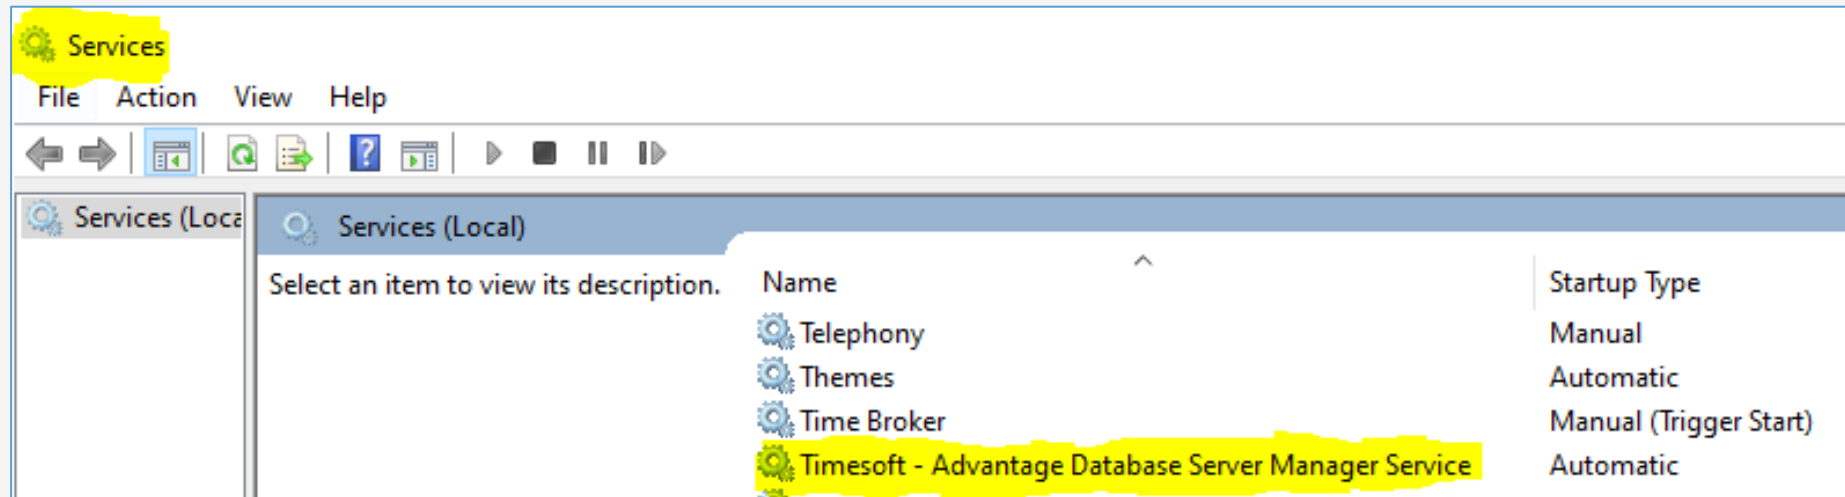 Services
File Action View Help
Services (Loca
Services (Local)
Select an item to view its description.
Name Startup Type
Telephony Manual
Themes Automatic
Time Broker Manual (Trigger Start)
Timesoft - Advantage Database Server Manager Service Automatic